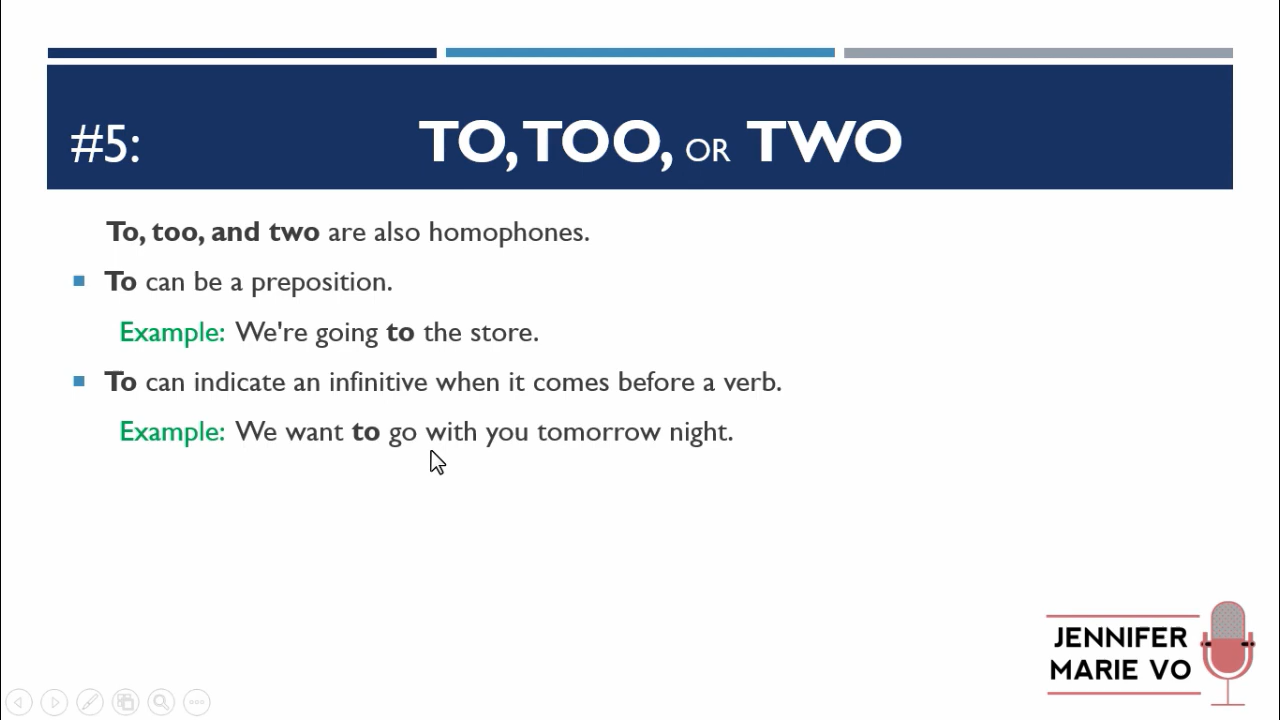 #5: TO, TOO, OR TWO
To, too, and two are also homophones.
To can be a preposition.
Example: We're going to the store.
To can indicate an infinitive when it comes before a verb.
Example: We want to go with you tomorrow night.
JENNIFER
MARIE VO